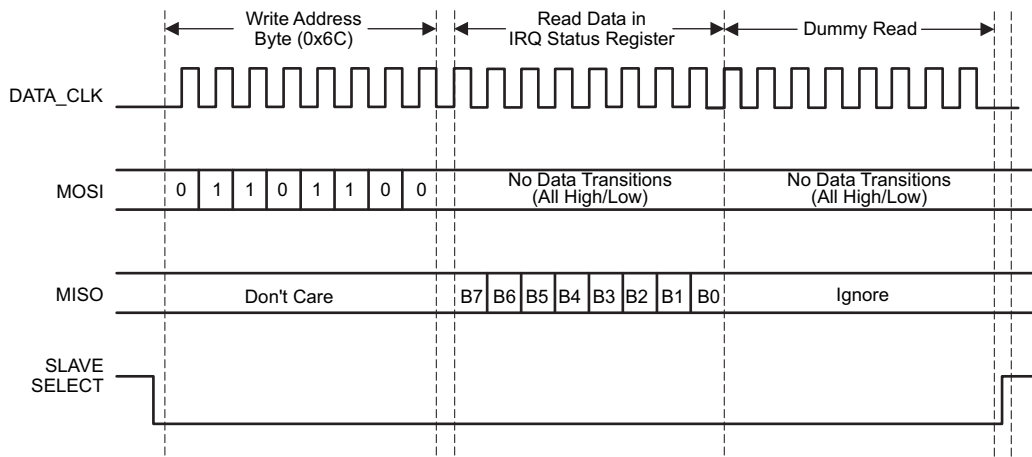 Write Address
Byte (0x6C)
Read Data in
IRQ Status Register
Dummy Read
DATA_CLK
MOSI
0 1 1 0 1 1 0 0
No Data Transitions
(All High/Low)
No Data Transitions
(All High/Low)
MISO
Don't Care
B7 B6 B5 B4 B3 B2 B1 B0
Ignore
SLAVE
SELECT